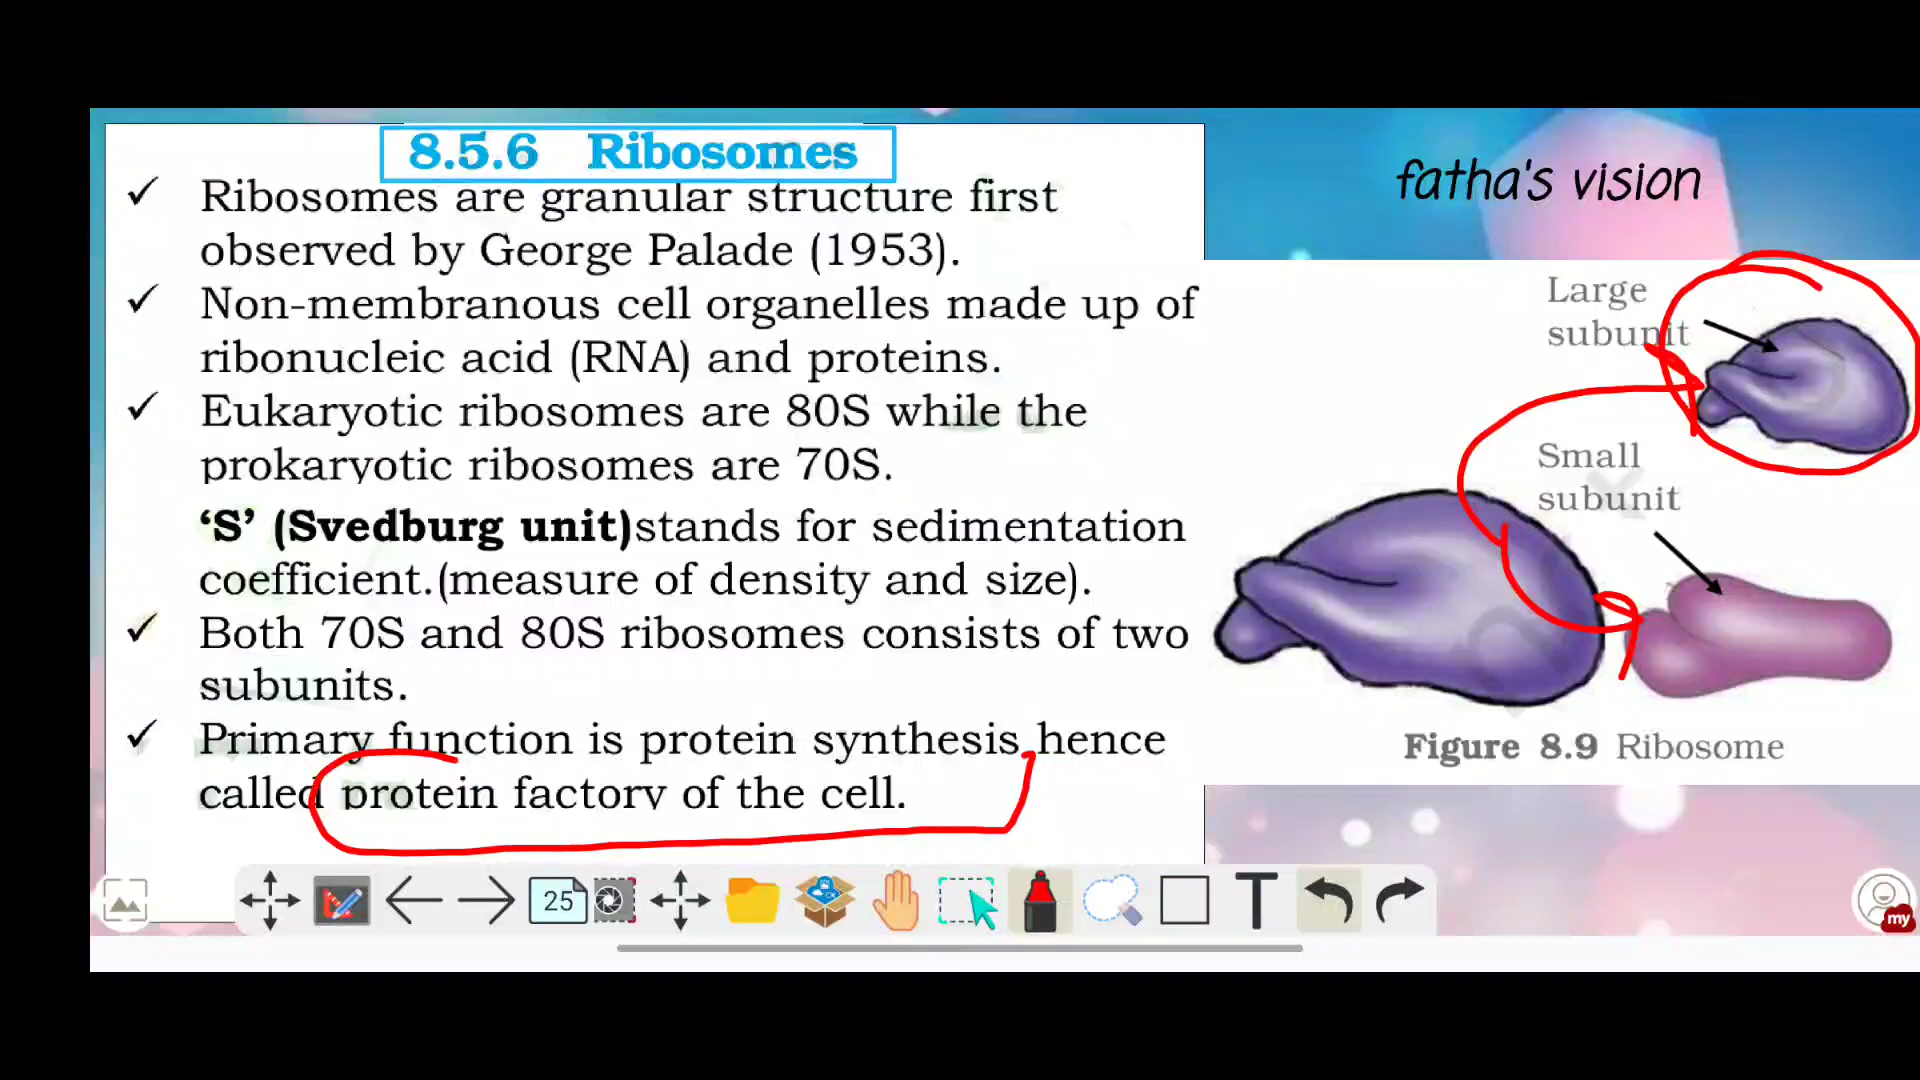 8.5.6 Ribosomes
Ribosomes are granular structure first
observed by George Palade (1953).
Non-membranous cell organelles made up of
ribonucleic acid (RNA) and proteins.
Eukaryotic ribosomes are 80S while the
prokaryotic ribosomes are 70S.
‘S’ (Svedburg unit)stands for sedimentation
coefficient.(measure of density and size).
Both 70S and 80S ribosomes consists of two
subunits.
Primary function is protein synthesis hence
called protein factory of the cell.
fatha's vision
Large
subunit
Small
subunit
Figure 8.9 Ribosome
25
T
my